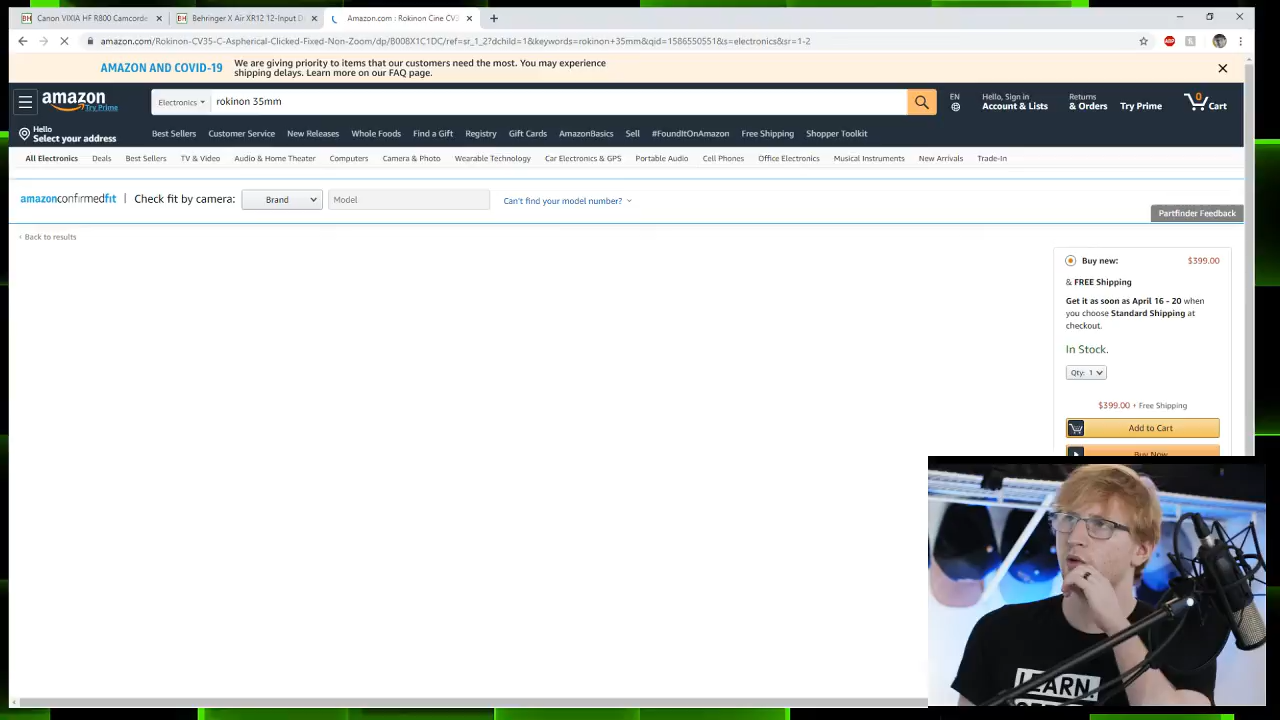 Canon VIXIA HF R800 Camcorde
Behringer X Air XR12 12-Input D
Amazon.com : Rokinon Cine CV3
amazon.com/Rokinon-CV35-C-Aspherical-Clicked-Fixed-Non-Zoom/dp/B008X1C1DC/ref=sr_1_2?dchild=1&keywords=rokinon+35mm&qid=1586550551&s=electronics&sr=1-2
ABP
AMAZON AND COVID-19
We are giving priority to items that our customers need the most. You may experience
shipping delays. Learn more on our FAQ page.
amazon
Try Prime
Electronics
rokinon 35mm
EN
Hello, Sign in
Account & Lists
Returns
& Orders
Try Prime
0
Cart
Hello
Select your address
Best Sellers Customer Service New Releases Whole Foods Find a Gift Registry Gift Cards AmazonBasics Sell #FoundItOnAmazon Free Shipping Shopper Toolkit
All Electronics Deals Best Sellers TV & Video Audio & Home Theater Computers Camera & Photo Wearable Technology Car Electronics & GPS Portable Audio Cell Phones Office Electronics Musical Instruments New Arrivals Trade-In
amazonconfirmedfit | Check fit by camera: Brand Model Can't find your model number?
Partfinder Feedback
‹ Back to results
Buy new: $399.00
& FREE Shipping
Get it as soon as April 16 - 20 when
you choose Standard Shipping at
checkout.
In Stock.
Qty: 1
$399.00 + Free Shipping
Add to Cart
Buy Now
LEARN.